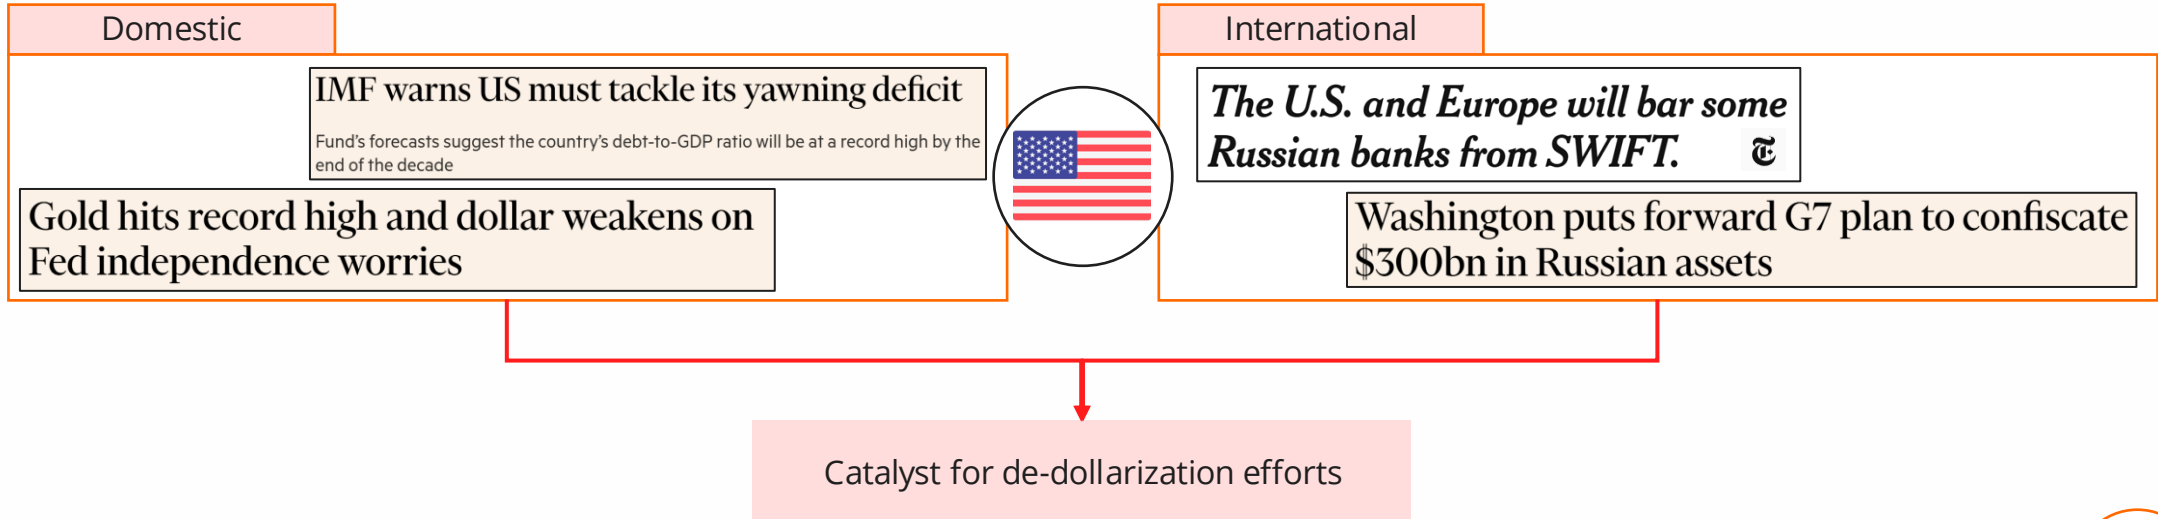 Domestic
IMF warns US must tackle its yawning deficit
Fund's forecasts suggest the country's debt-to-GDP ratio will be at a record high by the
end of the decade
Gold hits record high and dollar weakens on
Fed independence worries
International
The U.S. and Europe will bar some
Russian banks from SWIFT.
T
Washington puts forward G7 plan to confiscate
$300bn in Russian assets
Catalyst for de-dollarization efforts